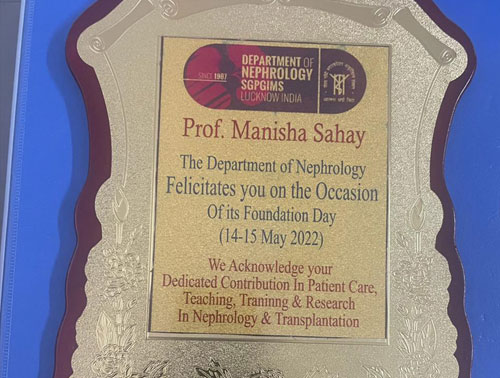 DEPARTMENT OF
SINCE 1987 NEPHROLOGY
SGPGIMS
LUCKNOW INDIA
Prof. Manisha Sahay
The Department of Nephrology
Felicitates you on the Occasion
Of its Foundation Day
(14-15 May 2022)
We Acknowledge your
Dedicated Contribution In Patient Care,
Teaching, Traninng & Research
In Nephrology & Transplantation